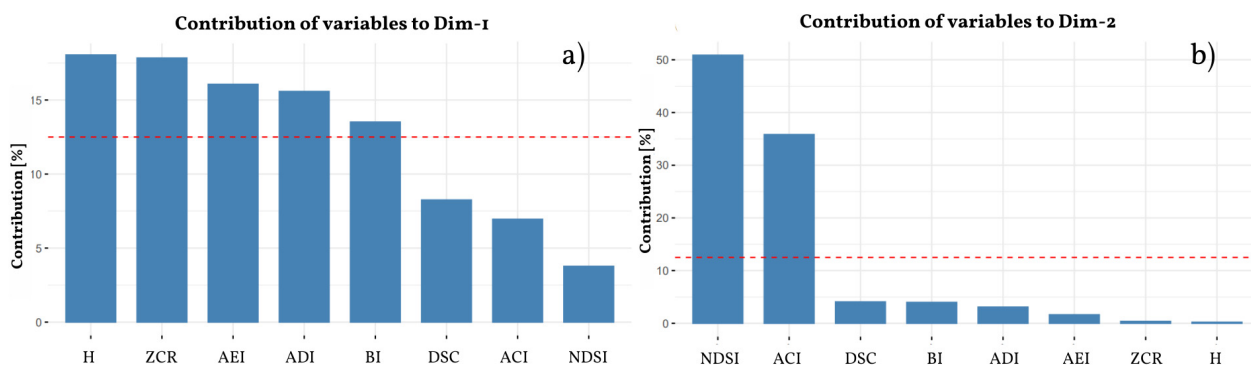 Contribution of variables to Dim-1
a)
Contribution [%]
15
10
5
0
H ZCR AEI ADI BI DSC ACI NDSI
Contribution of variables to Dim-2
b)
Contribution [%]
50
40
30
20
10
0
NDSI ACI DSC BI ADI AEI ZCR H